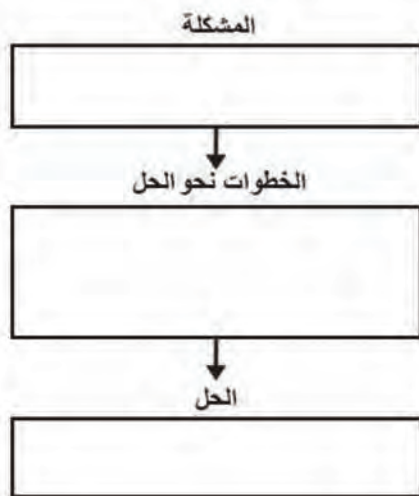 المشكلة
الخطوات نحو الحل
الحل